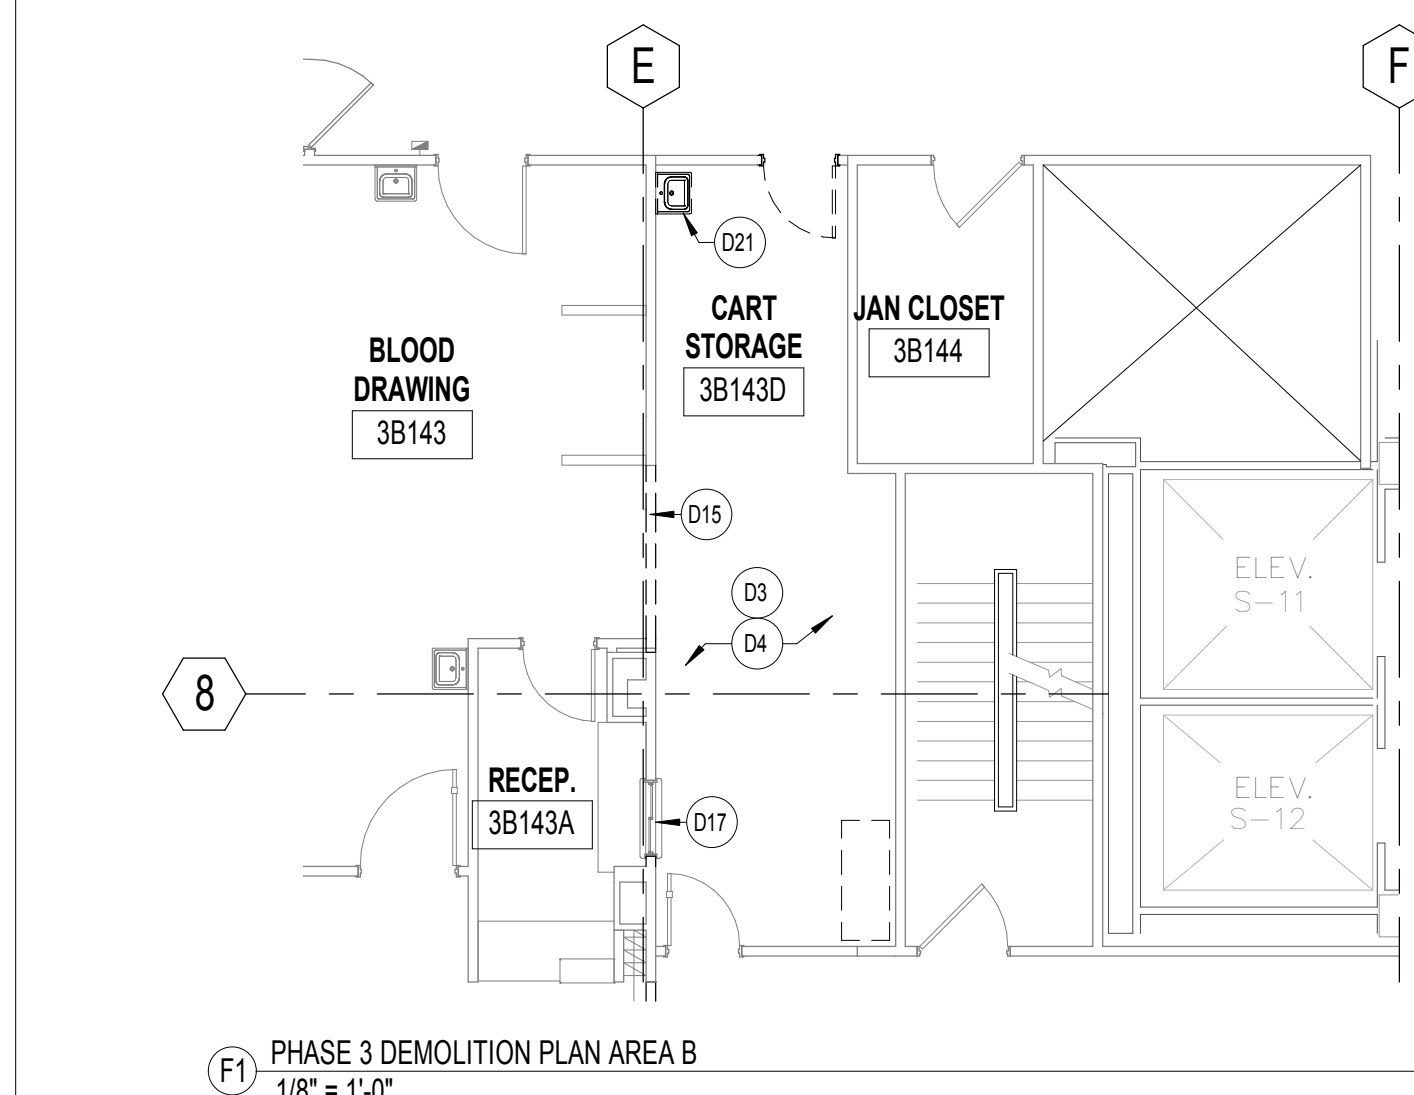 E
F
D21
CART
STORAGE
3B143D
JAN CLOSET
3B144
BLOOD
DRAWING
3B143
D15
ELEV.
S-11
D3
D4
8
RECEP.
3B143A
D17
ELEV.
S-12
F1
PHASE 3 DEMOLITION PLAN AREA B
1/8" = 1'-0"